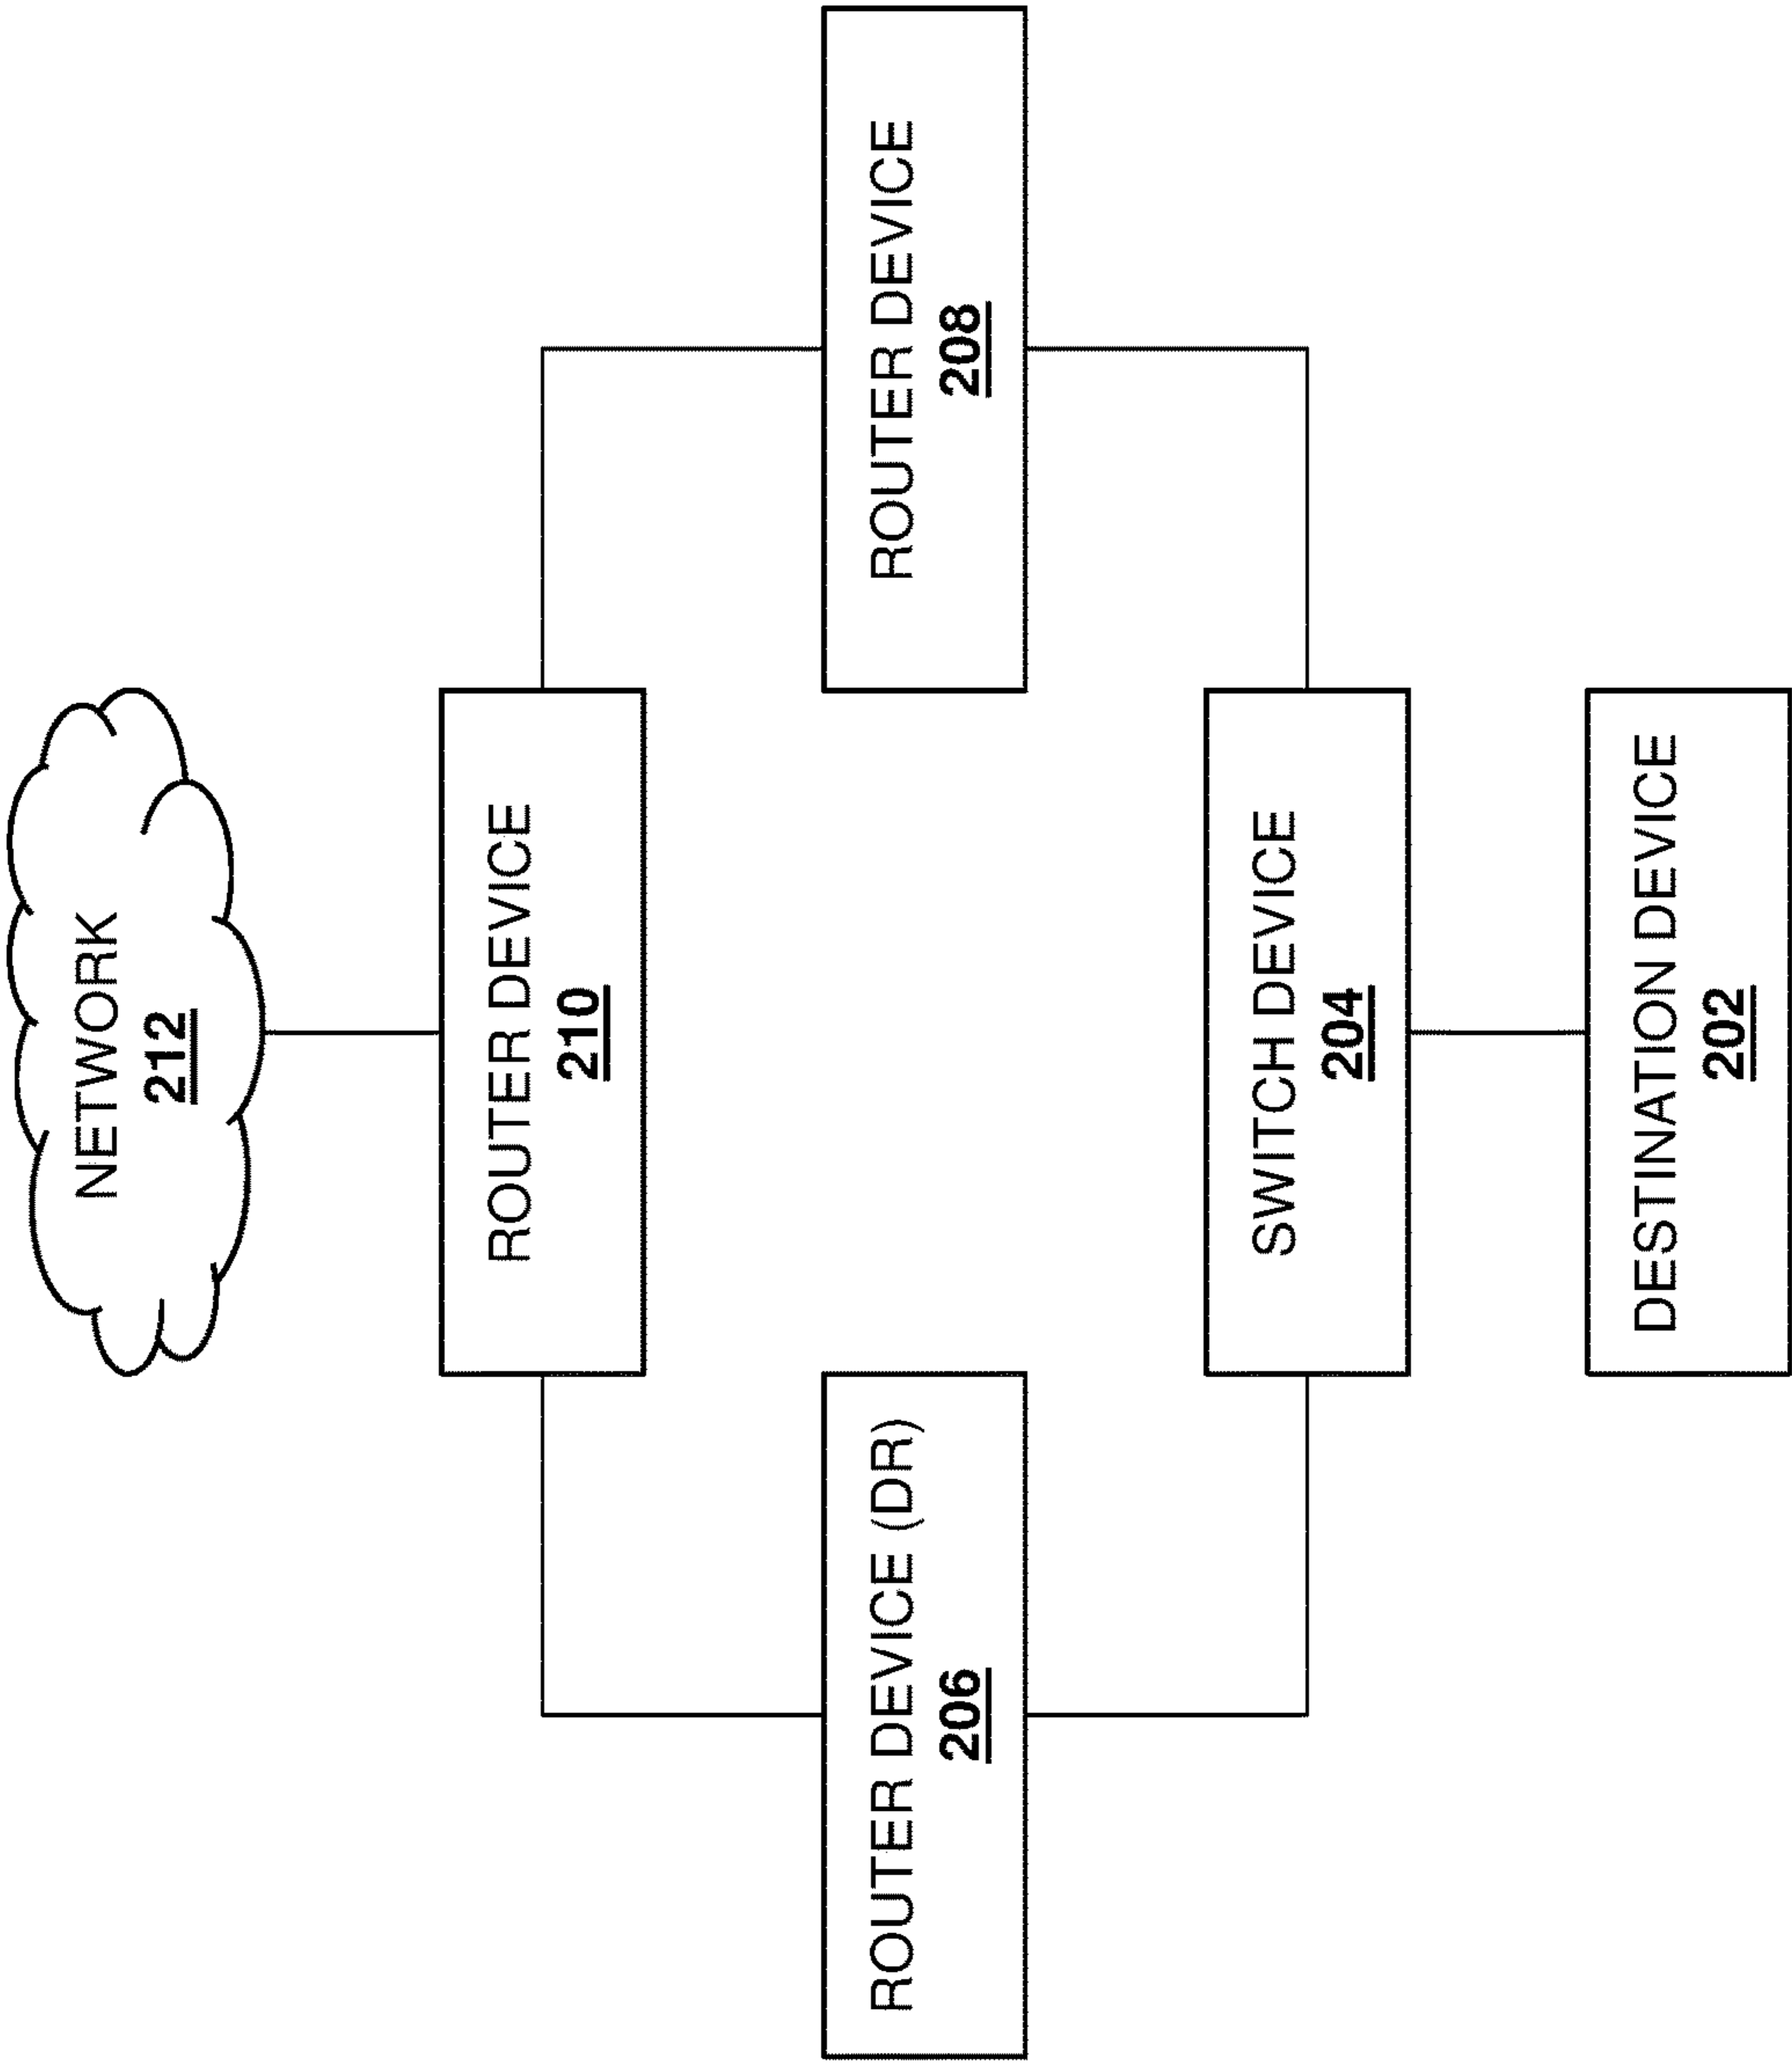 NETWORK
212
ROUTER DEVICE
210
ROUTER DEVICE (DR)
206
ROUTER DEVICE
208
SWITCH DEVICE
204
DESTINATION DEVICE
202